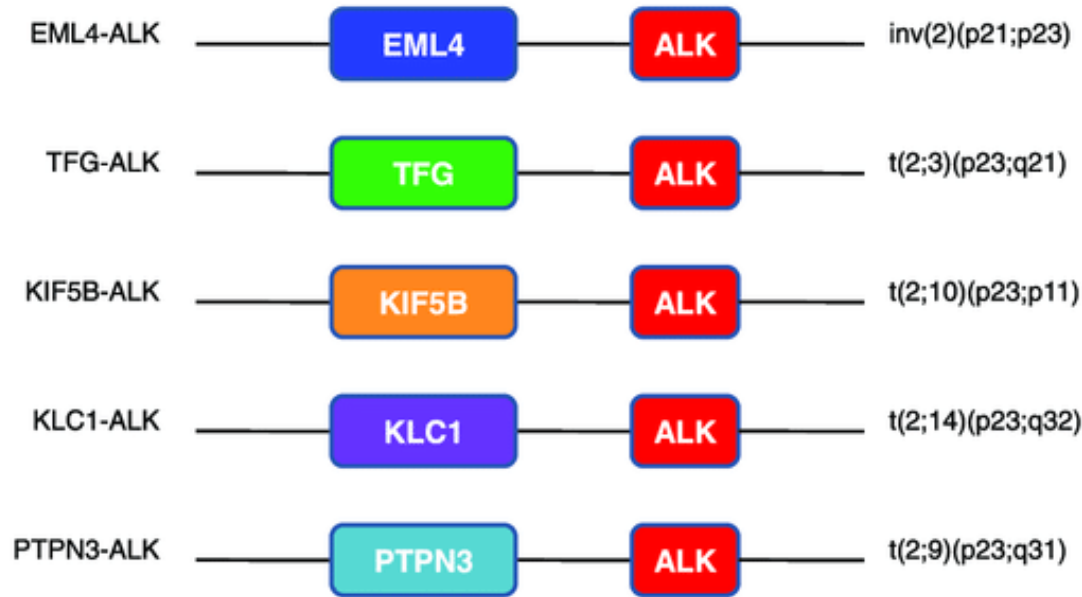 EML4-ALK EML4 ALK inv(2)(p21;p23)
TFG-ALK TFG ALK t(2;3)(p23;q21)
KIF5B-ALK KIF5B ALK t(2;10)(p23;p11)
KLC1-ALK KLC1 ALK t(2;14)(p23;q32)
PTPN3-ALK PTPN3 ALK t(2;9)(p23;q31)